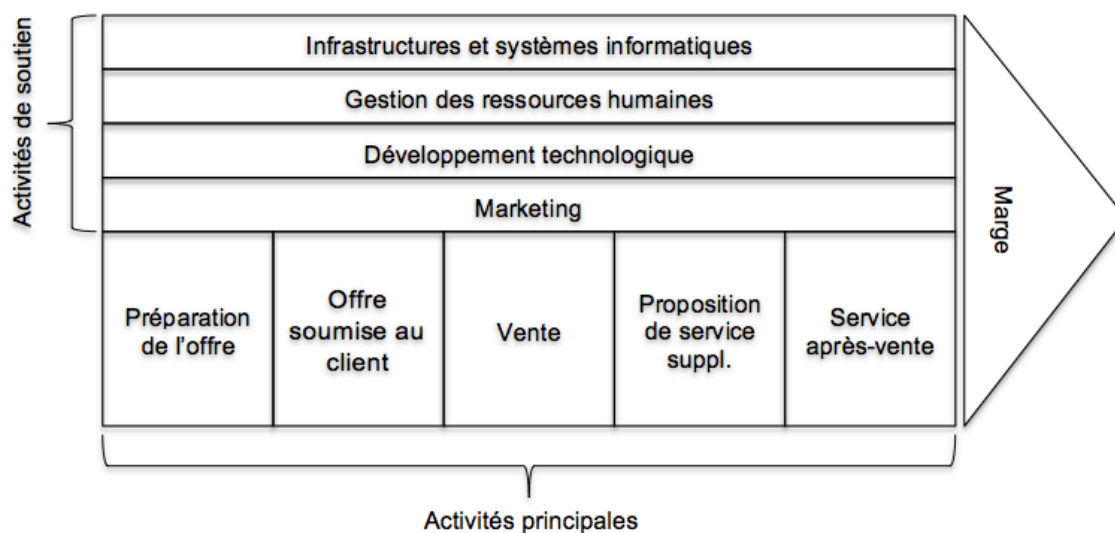 Activités de soutien
Infrastructures et systèmes informatiques
Gestion des ressources humaines
Développement technologique
Marketing
Préparation
de l'offre
Offre
soumise au
client
Vente
Proposition
de service
suppl.
Service
après-vente
Marge
Activités principales